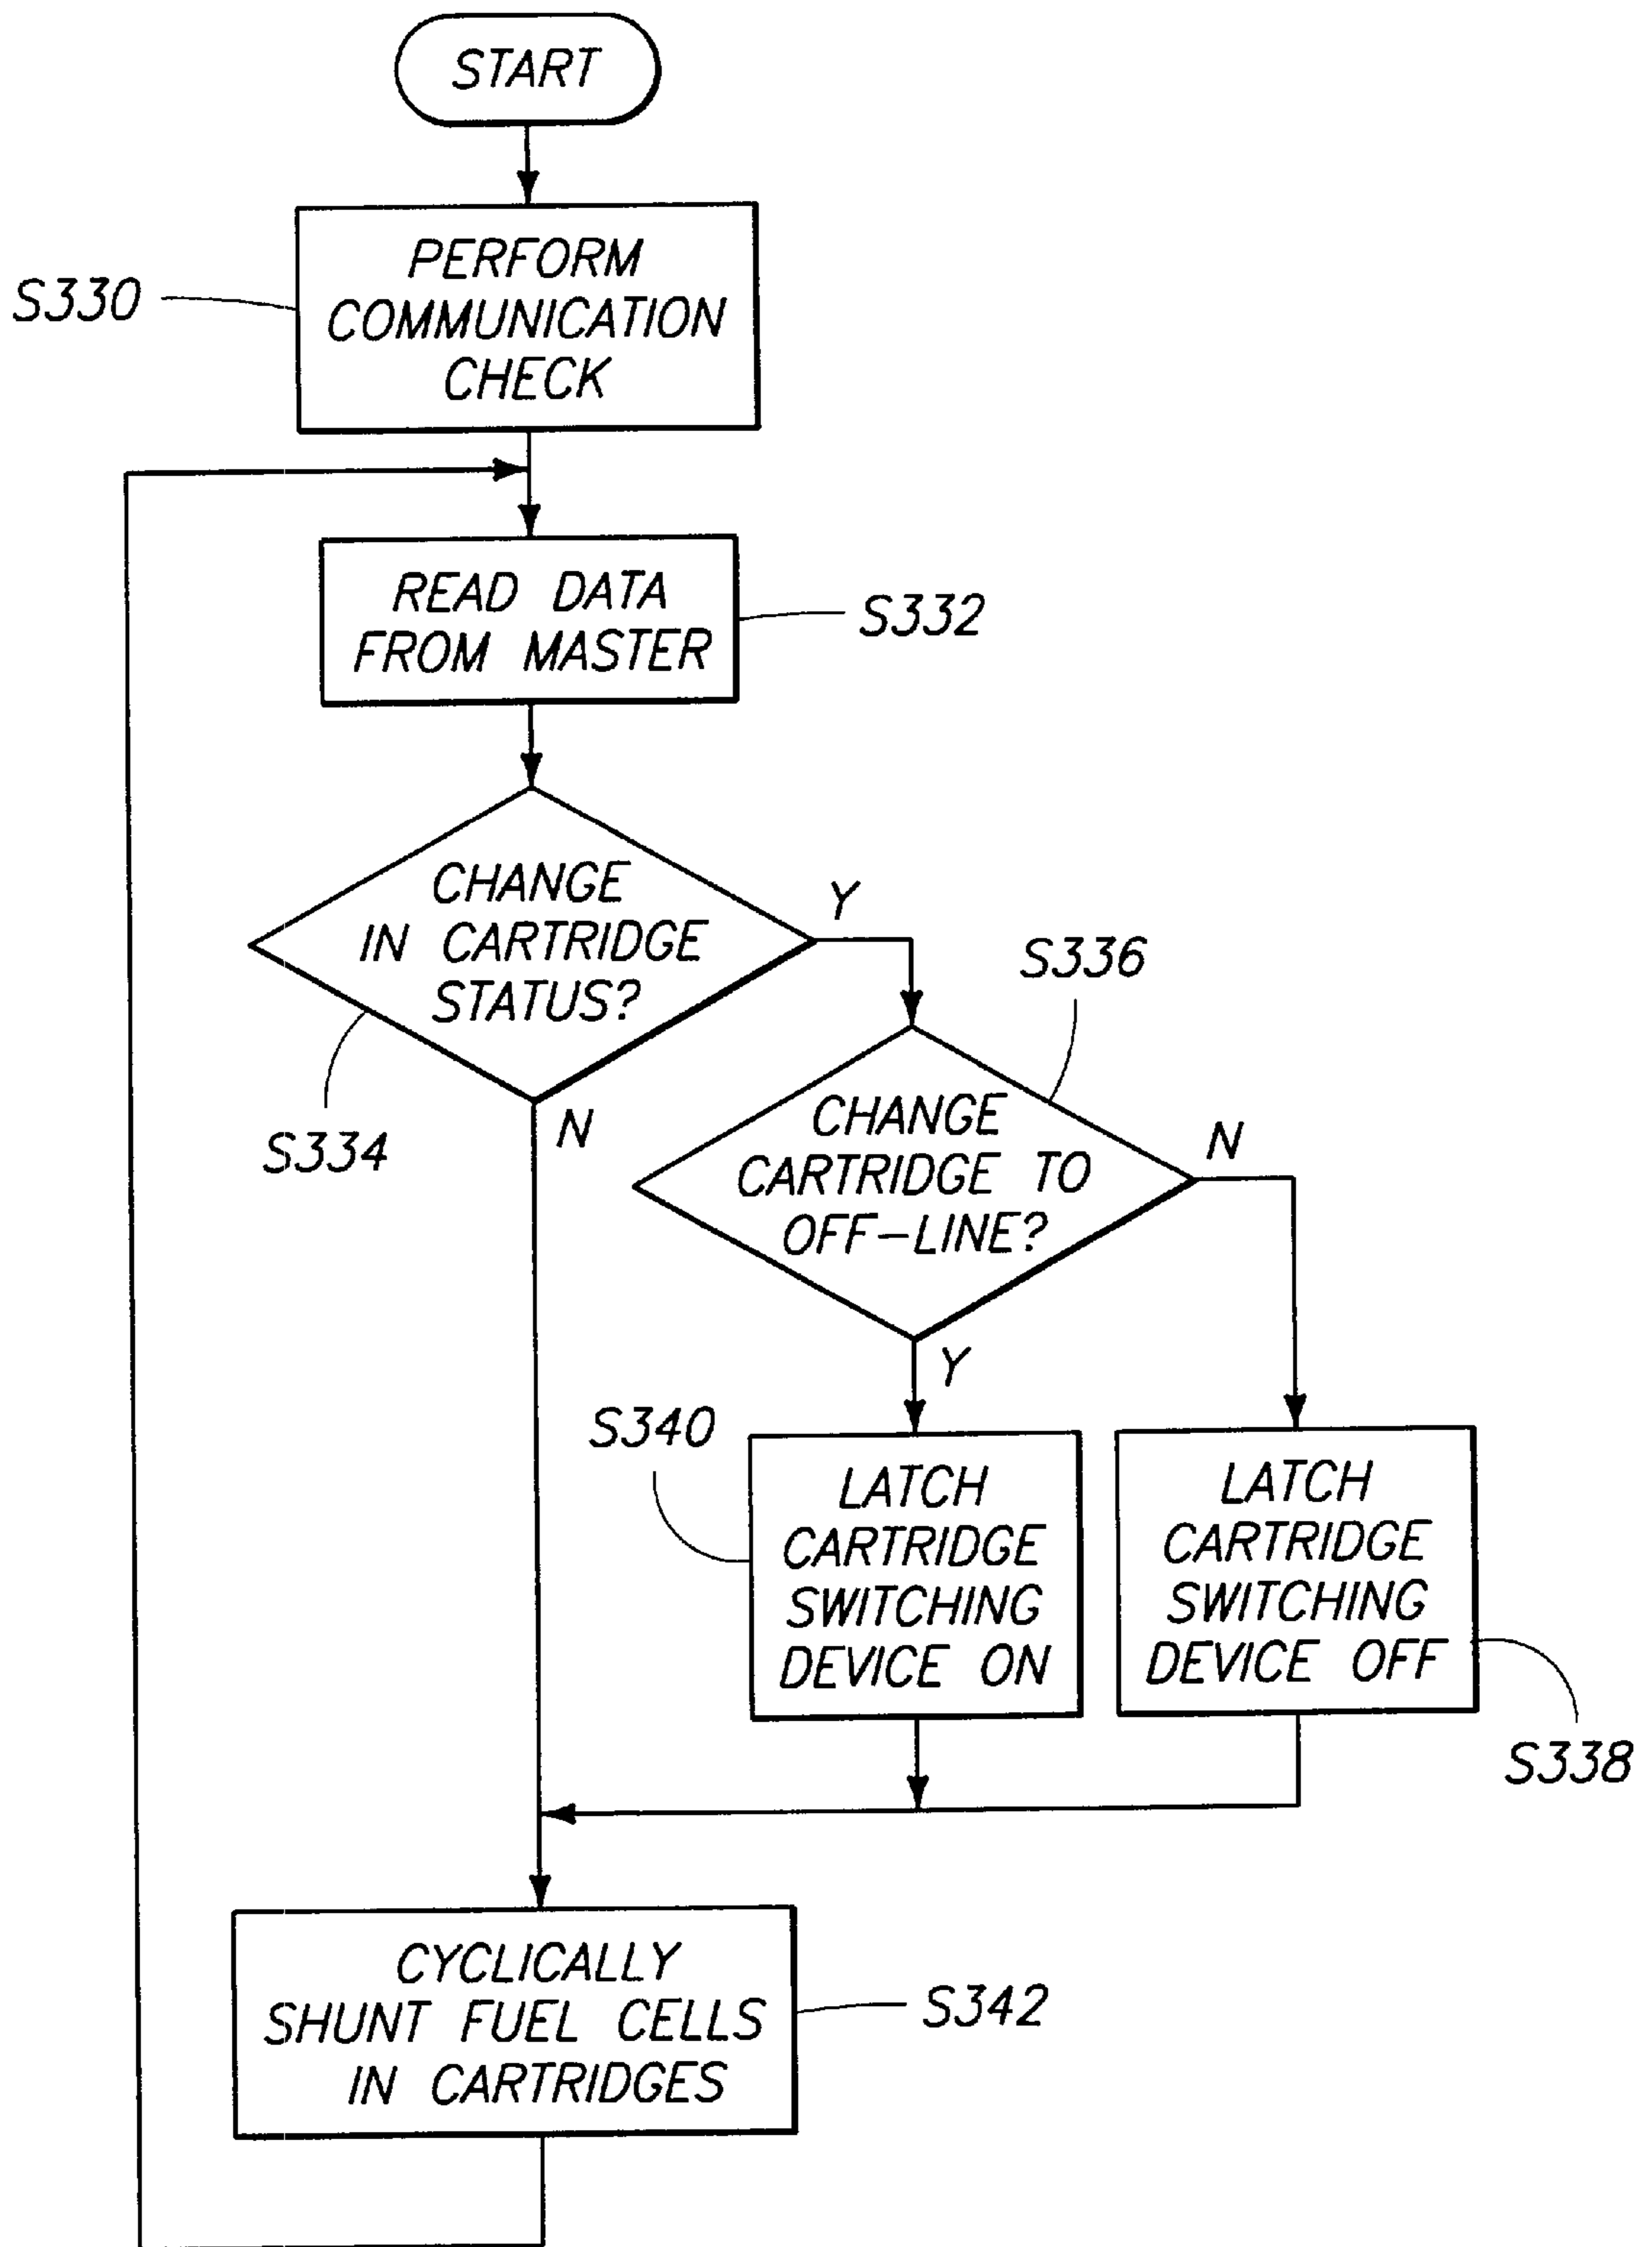 START
PERFORM
COMMUNICATION
CHECK
S330
READ DATA
FROM MASTER
S332
CHANGE
IN CARTRIDGE
STATUS?
Y
N
S334
S336
CHANGE
CARTRIDGE TO
OFF-LINE?
N
Y
S340
LATCH
CARTRIDGE
SWITCHING
DEVICE ON
LATCH
CARTRIDGE
SWITCHING
DEVICE OFF
S338
CYCLICALLY
SHUNT FUEL CELLS
IN CARTRIDGES
S342